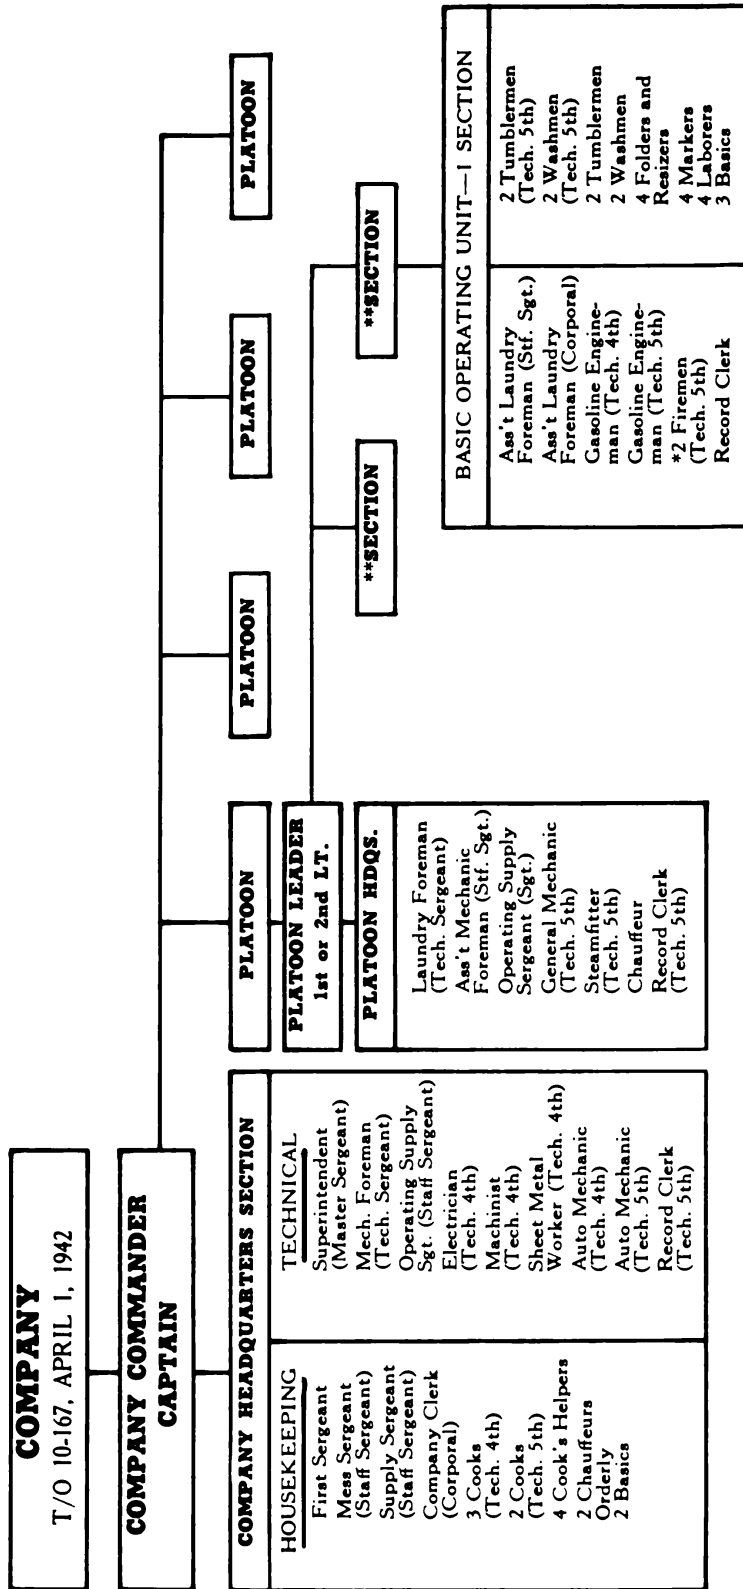 COMPANY
T/O 10-167, APRIL 1, 1942
COMPANY COMMANDER
CAPTAIN
COMPANY HEADQUARTERS SECTION
HOUSEKEEPING
First Sergeant
Mess Sergeant
(Staff Sergeant)
Supply Sergeant
(Staff Sergeant)
Company Clerk
(Corporal)
3 Cooks
(Tech. 4th)
2 Cooks
(Tech. 5th)
4 Cook's Helpers
2 Chauffeurs
Orderly
2 Basics
TECHNICAL
Superintendent
(Master Sergeant)
Mech. Foreman
(Tech. Sergeant)
Operating Supply
Sgt. (Staff Sergeant)
Electrician
(Tech. 4th)
Machinist
(Tech. 4th)
Sheet Metal
Worker (Tech. 4th)
Auto Mechanic
(Tech. 4th)
Auto Mechanic
(Tech. 5th)
Record Clerk
(Tech. 5th)
PLATOON
PLATOON LEADER
1st or 2nd LT.
PLATOON HDQS.
Laundry Foreman
(Tech. Sergeant)
Ass't Mechanic
Foreman (Stf. Sgt.)
Operating Supply
Sergeant (Sgt.)
General Mechanic
(Tech. 5th)
Steamfitter
(Tech. 5th)
Chauffeur
Record Clerk
(Tech. 5th)
PLATOON
PLATOON
PLATOON
**SECTION
**SECTION
BASIC OPERATING UNIT—1 SECTION
Ass't Laundry
Foreman (Stf. Sgt.)
Ass't Laundry
Foreman (Corporal)
Gasoline Engine-
man (Tech. 4th)
Gasoline Engine-
man (Tech. 5th)
*2 Firemen
(Tech. 5th)
Record Clerk
2 Tumblermen
(Tech. 5th)
2 Washmen
(Tech. 5th)
2 Tumblermen
2 Washmen
4 Folders and
Resizers
4 Markers
4 Laborers
3 Basics